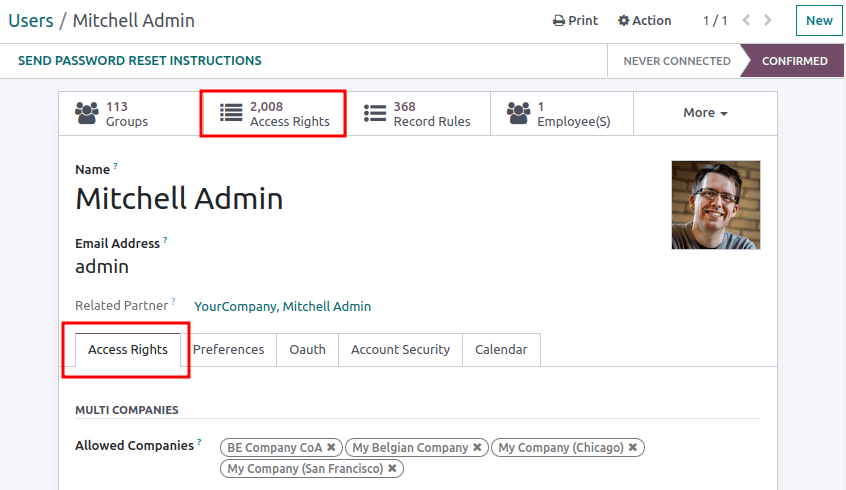 Users / Mitchell Admin Print Action 1 / 1 New
SEND PASSWORD RESET INSTRUCTIONS NEVER CONNECTED CONFIRMED
113 Groups
2,008 Access Rights
368 Record Rules
1 Employee(S)
More
Name ?
Mitchell Admin
Email Address ?
admin
Related Partner ? YourCompany, Mitchell Admin
Access Rights Preferences Oauth Account Security Calendar
MULTI COMPANIES
Allowed Companies ? BE Company CoA ✖ My Belgian Company ✖ My Company (Chicago) ✖
My Company (San Francisco) ✖